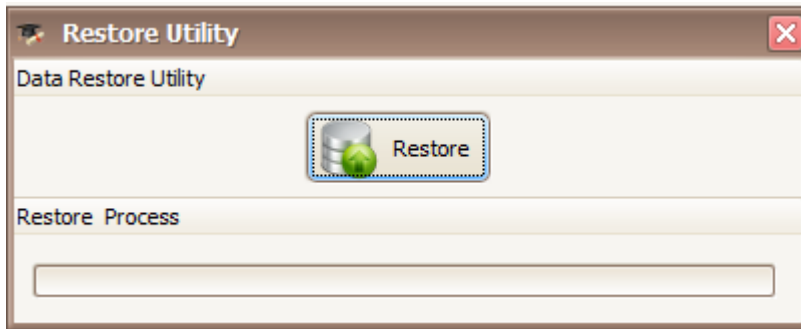 Restore Utility
Data Restore Utility
Restore
Restore Process